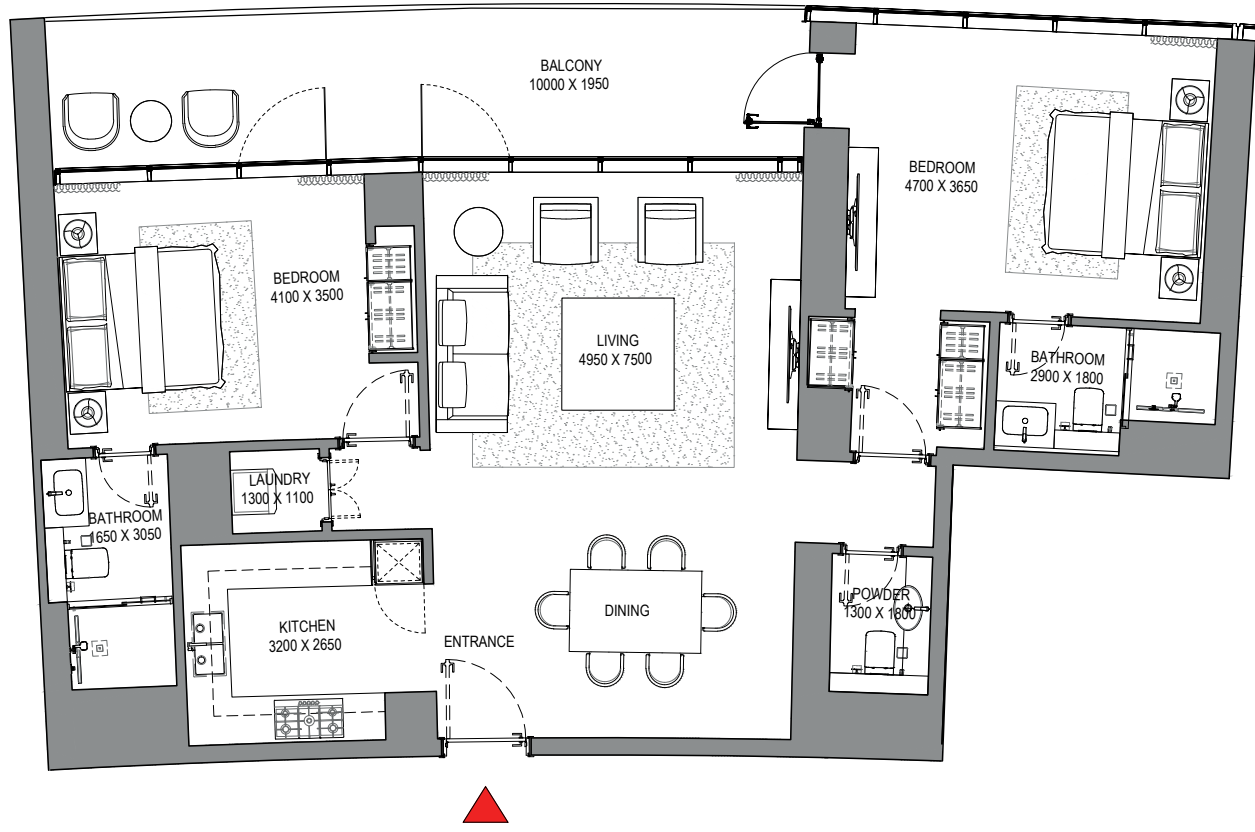 BALCONY
10000 X 1950
BEDROOM
4700 X 3650
BEDROOM
4100 X 3500
LIVING
4950 X 7500
BATHROOM
2900 X 1800
LAUNDRY
1300 X 1100
BATHROOM
1650 X 3050
POWDER
1300 X 1800
DINING
KITCHEN
3200 X 2650
ENTRANCE